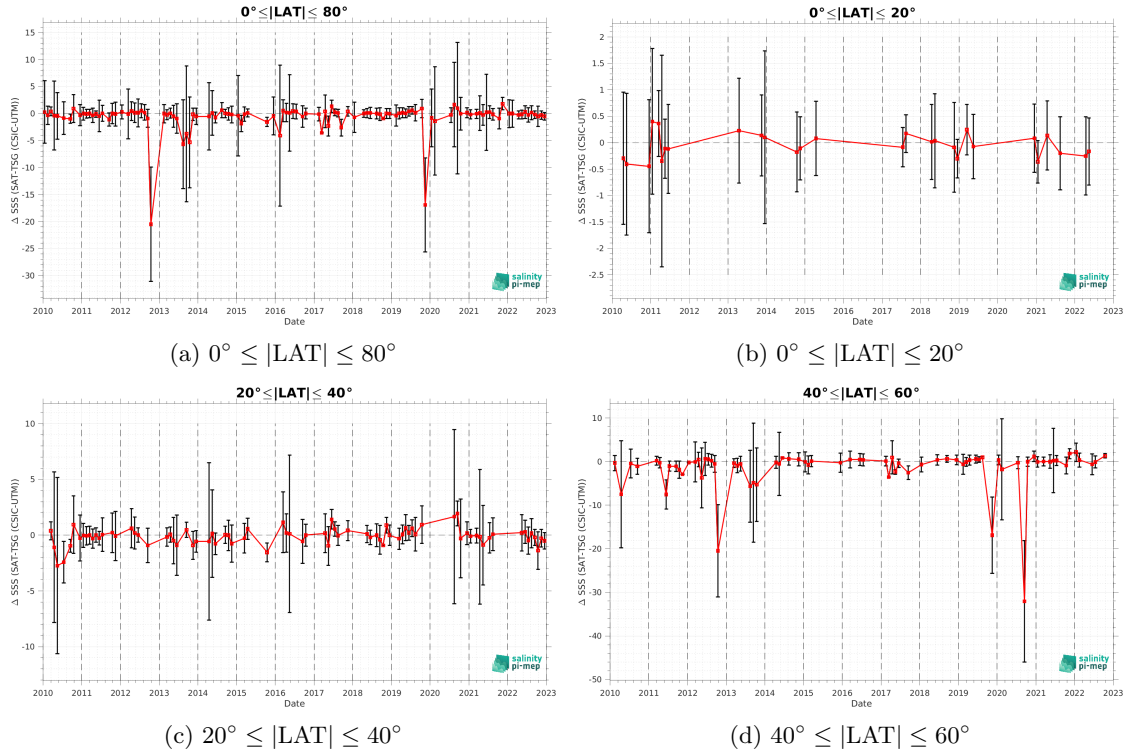 0°≤|LAT|≤ 80°
Δ SSS (SAT-TSG (CSIC-UTM))
15
10
5
0
-5
-10
-15
-20
-25
-30
2010 2011 2012 2013 2014 2015 2016 2017 2018 2019 2020 2021 2022 2023
Date
salinity
pi-mep
(a) 0° ≤ |LAT| ≤ 80°
0°≤|LAT|≤ 20°
Δ SSS (SAT-TSG (CSIC-UTM))
2
1.5
1
0.5
0
-0.5
-1
-1.5
-2
-2.5
2010 2011 2012 2013 2014 2015 2016 2017 2018 2019 2020 2021 2022 2023
Date
salinity
pi-mep
(b) 0° ≤ |LAT| ≤ 20°
20°≤|LAT|≤ 40°
Δ SSS (SAT-TSG (CSIC-UTM))
10
5
0
-5
-10
2010 2011 2012 2013 2014 2015 2016 2017 2018 2019 2020 2021 2022 2023
Date
salinity
pi-mep
(c) 20° ≤ |LAT| ≤ 40°
40°≤|LAT|≤ 60°
Δ SSS (SAT-TSG (CSIC-UTM))
10
0
-10
-20
-30
-40
-50
2010 2011 2012 2013 2014 2015 2016 2017 2018 2019 2020 2021 2022 2023
Date
salinity
pi-mep
(d) 40° ≤ |LAT| ≤ 60°